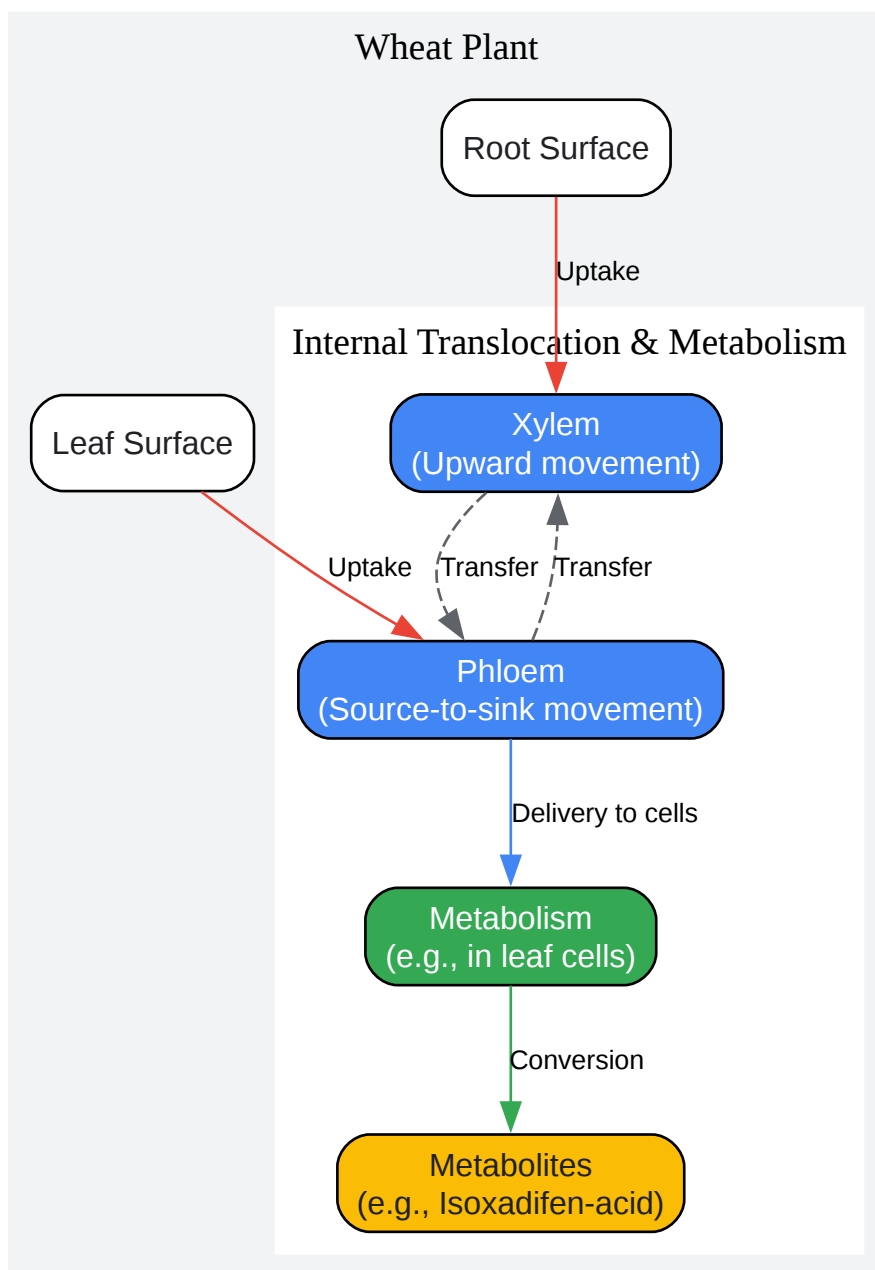 Wheat Plant
Root Surface
Uptake
Internal Translocation & Metabolism
Xylem
(Upward movement)
Leaf Surface
Uptake
Transfer
Transfer
Phloem
(Source-to-sink movement)
Delivery to cells
Metabolism
(e.g., in leaf cells)
Conversion
Metabolites
(e.g., Isoxadifen-acid)